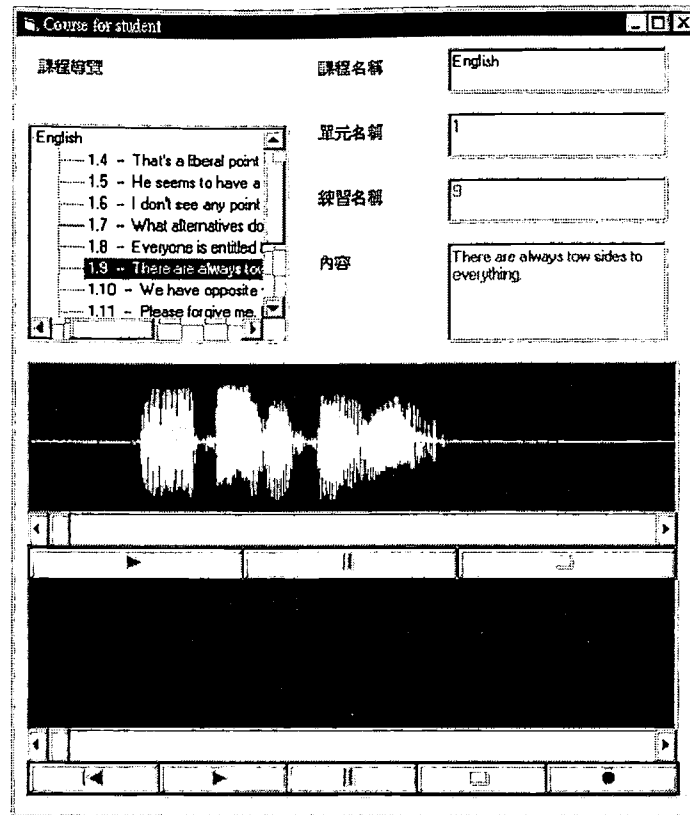 Course for student
課程導覽
課程名稱
English
單元名稱
1
練習名稱
9
內容
There are always tow sides to
everything.
English
1.4 - That's a liberal point
1.5 - He seems to have a
1.6 - I don't see any point
1.7 - What alternatives do
1.8 - Everyone is entitled
1.9 - There are always tow
1.10 - We have opposite
1.11 - Please forgive me,